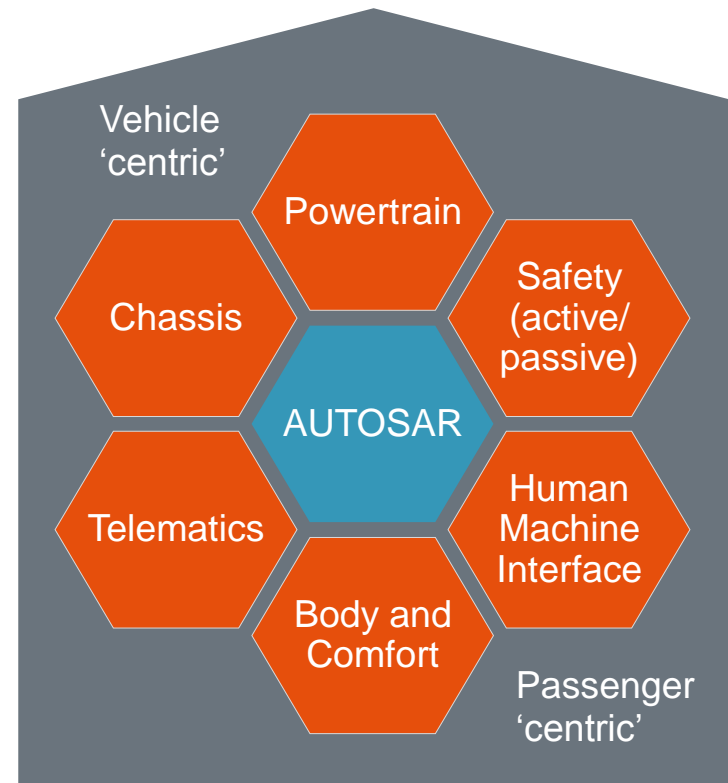 Vehicle
‘centric’
Powertrain
Chassis
Safety
(active/
passive)
AUTOSAR
Telematics
Human
Machine
Interface
Body and
Comfort
Passenger
‘centric’